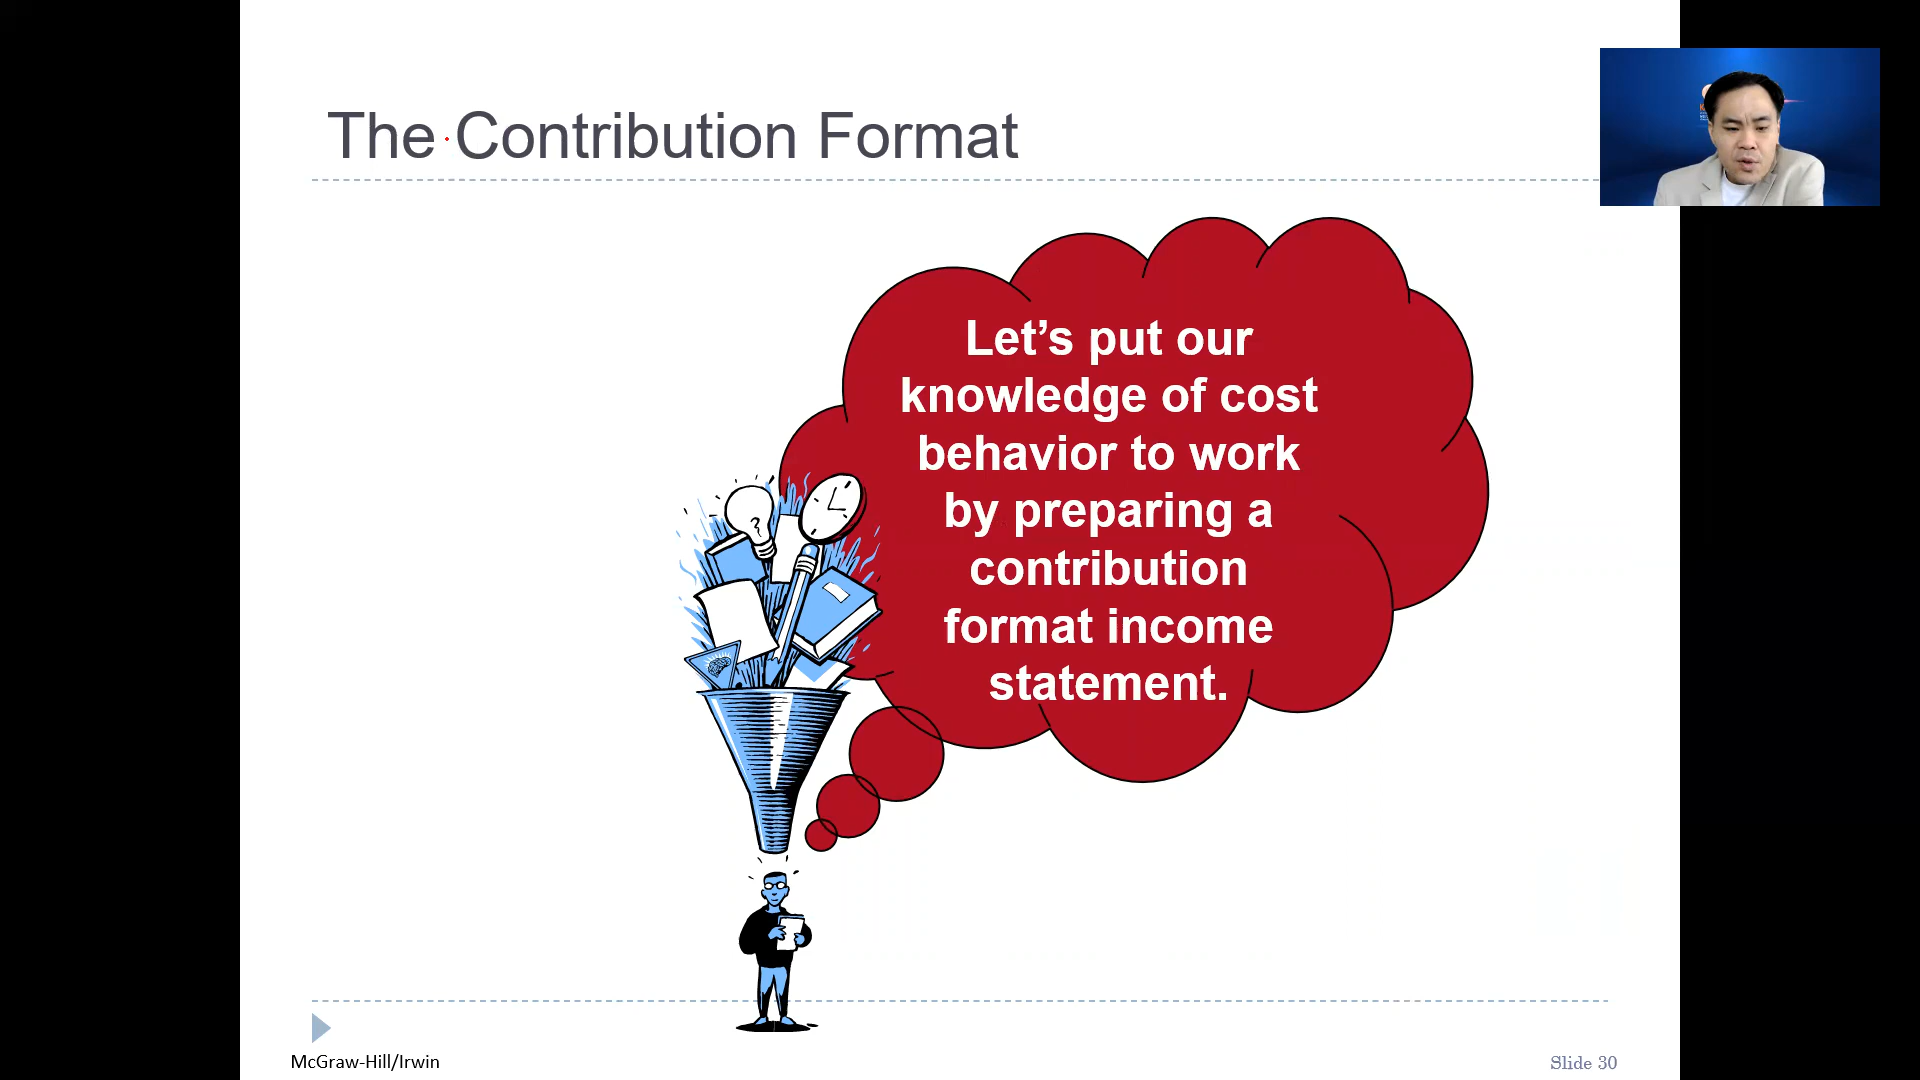 The Contribution Format
Let’s put our
knowledge of cost
behavior to work
by preparing a
contribution
format income
statement.
?
McGraw-Hill/Irwin
Slide 30